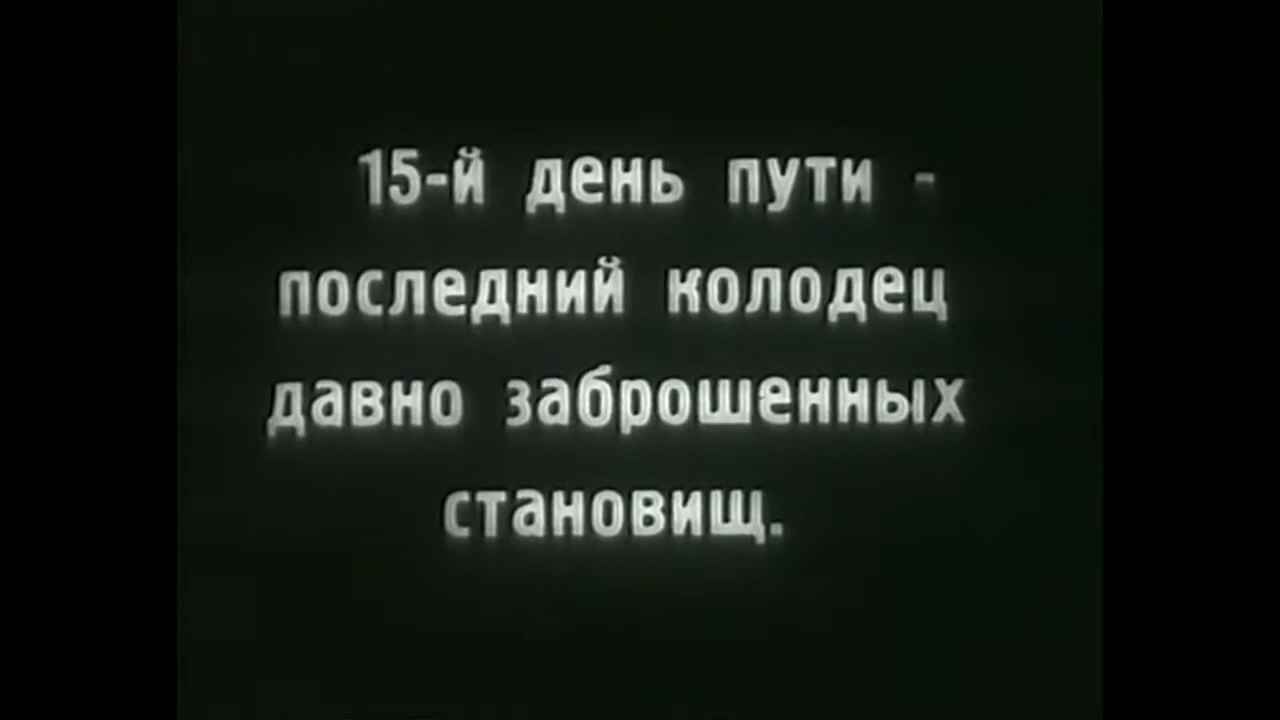 15-й день пути -
последний колодец
давно заброшенных
становищ.